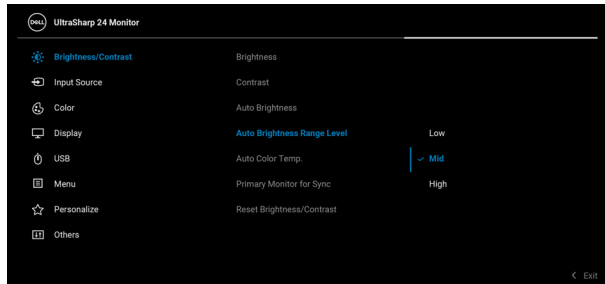 DELL UltraSharp 24 Monitor
Brightness/Contrast Brightness
Input Source Contrast
Color Auto Brightness
Display Auto Brightness Range Level Low
USB Auto Color Temp. Mid
Menu Primary Monitor for Sync High
Personalize Reset Brightness/Contrast
Others
Exit